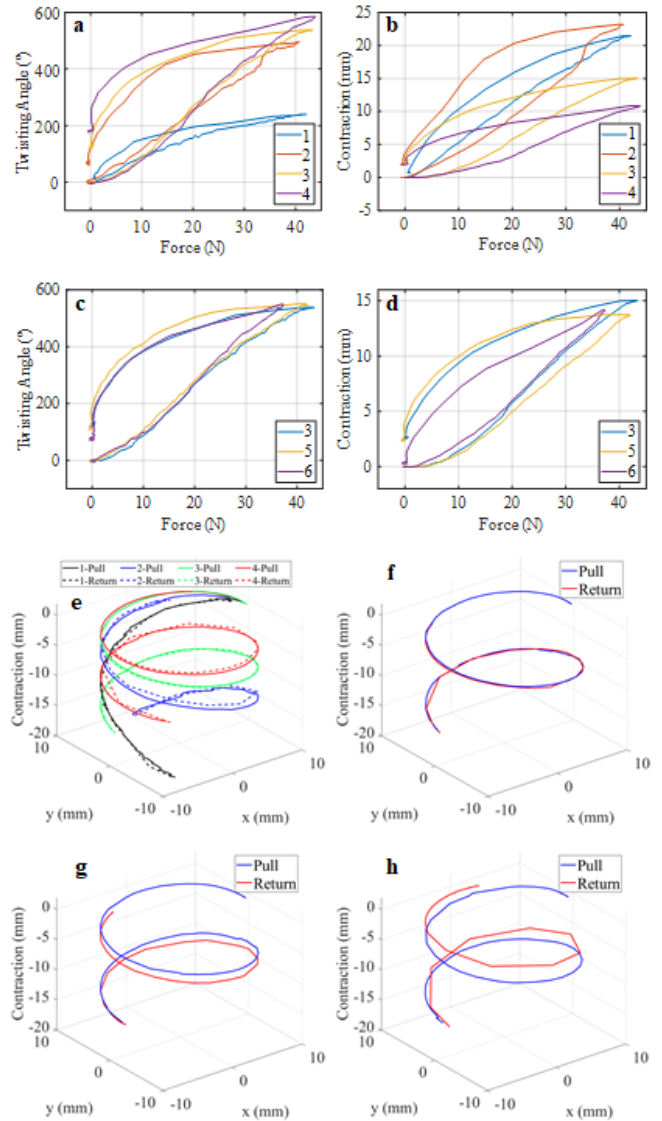 a
Twisting Angle (°)
600
400
200
0
0 10 20 30 40
Force (N)
1
2
3
4
b
Contraction (mm)
25
20
15
10
5
0
-5
0 10 20 30 40
Force (N)
1
2
3
4
c
Twisting Angle (°)
600
400
200
0
0 10 20 30 40
Force (N)
3
5
6
d
Contraction (mm)
15
10
5
0
0 10 20 30 40
Force (N)
3
5
6
e
1-Pull 2-Pull 3-Pull 4-Pull
1-Return 2-Return 3-Return 4-Return
Contraction (mm)
0
-5
-10
-15
-20
10
0
-10
y (mm)
-10
0
10
x (mm)
f
Pull
Return
Contraction (mm)
0
-5
-10
-15
-20
10
0
-10
y (mm)
-10
0
10
x (mm)
g
Pull
Return
Contraction (mm)
0
-5
-10
-15
-20
10
0
-10
y (mm)
-10
0
10
x (mm)
h
Pull
Return
Contraction (mm)
0
-5
-10
-15
-20
10
0
-10
y (mm)
-10
0
10
x (mm)